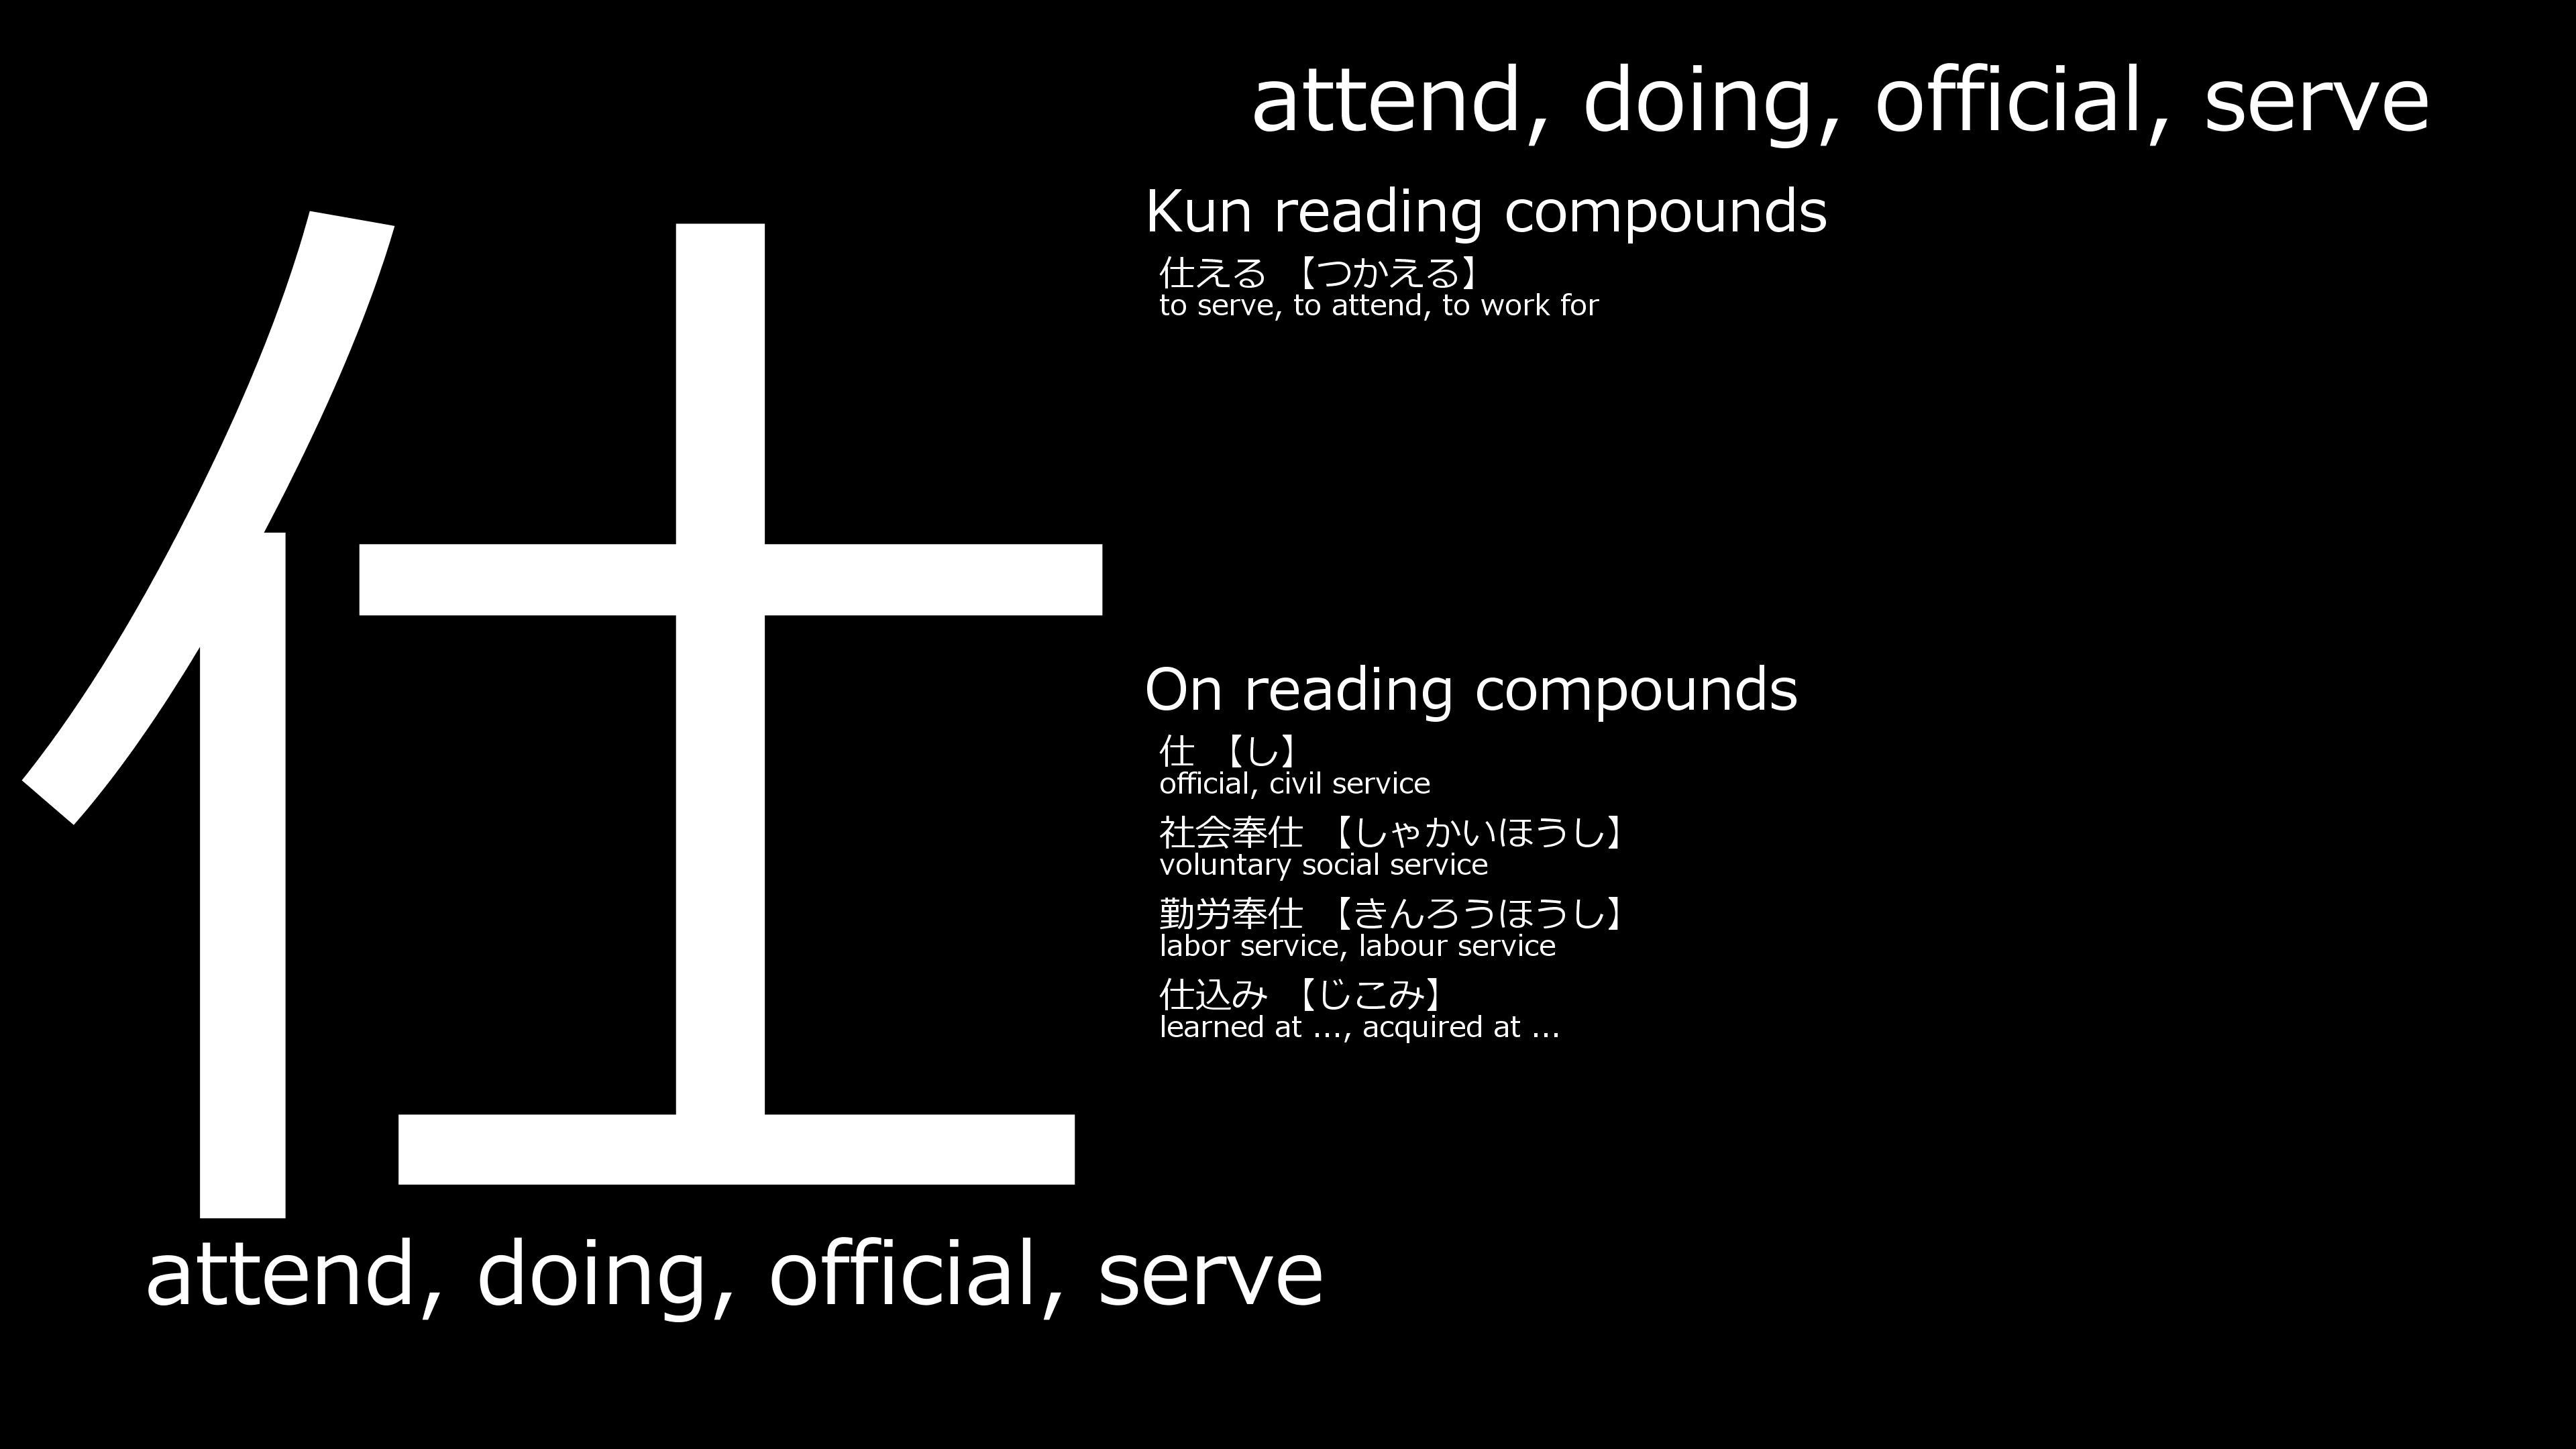 attend, doing, official, serve
仕
Kun reading compounds
仕える 【つかえる】
to serve, to attend, to work for
On reading compounds
仕 【し】
official, civil service
社会奉仕 【しゃかいほうし】
voluntary social service
勤労奉仕 【きんろうほうし】
labor service, labour service
仕込み 【じこみ】
learned at ..., acquired at ...
attend, doing, official, serve